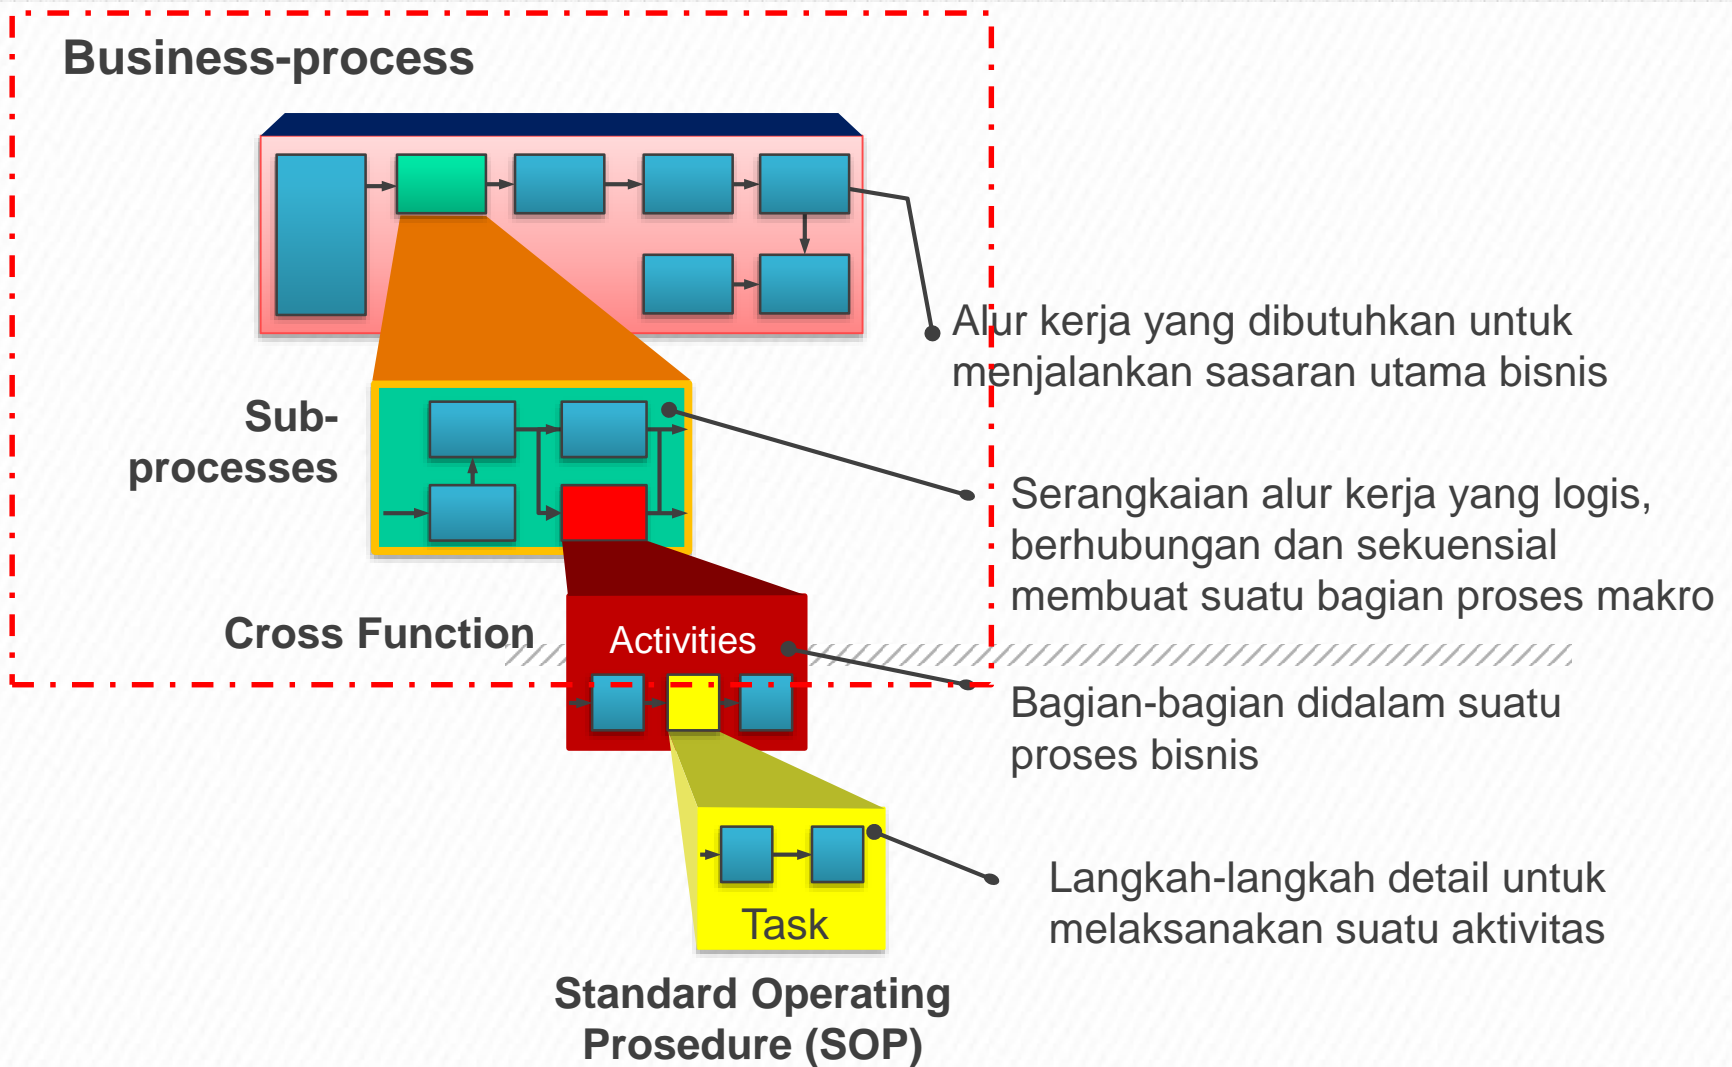 Business-process
Alur kerja yang dibutuhkan untuk
menjalankan sasaran utama bisnis
Sub-
processes
Serangkaian alur kerja yang logis,
berhubungan dan sekuensial
membuat suatu bagian proses makro
Cross Function
Activities
Bagian-bagian didalam suatu
proses bisnis
Task
Langkah-langkah detail untuk
melaksanakan suatu aktivitas
Standard Operating
Prosedure (SOP)